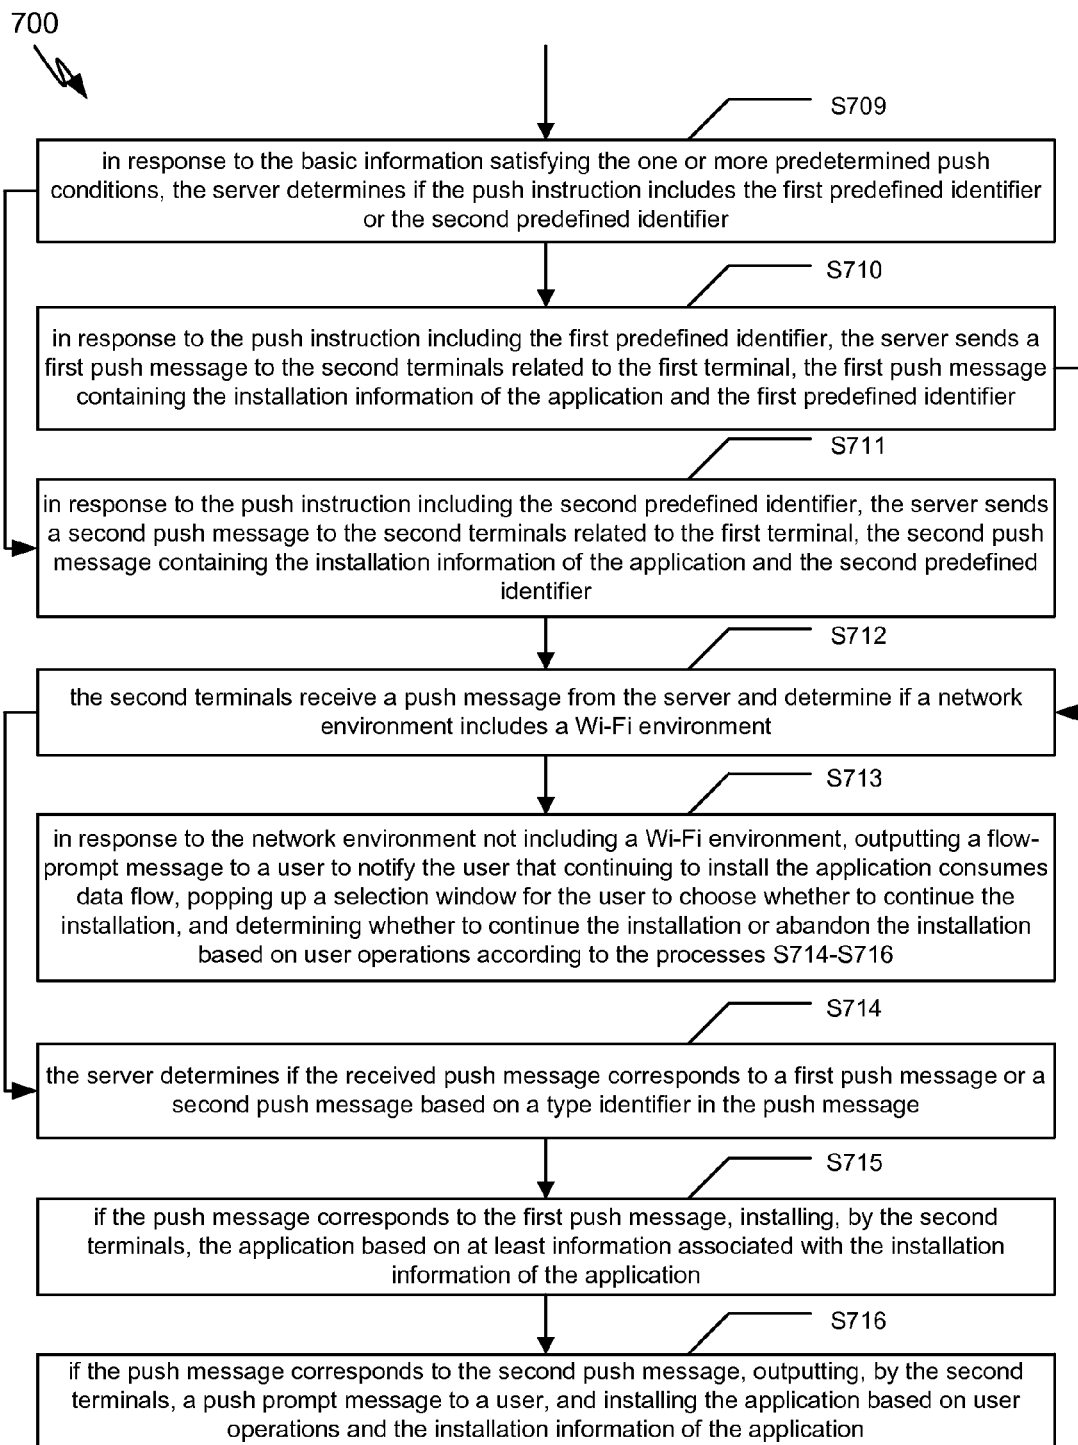 700
S709
in response to the basic information satisfying the one or more predetermined push
conditions, the server determines if the push instruction includes the first predefined identifier
or the second predefined identifier
S710
in response to the push instruction including the first predefined identifier, the server sends a
first push message to the second terminals related to the first terminal, the first push message
containing the installation information of the application and the first predefined identifier
S711
in response to the push instruction including the second predefined identifier, the server sends
a second push message to the second terminals related to the first terminal, the second push
message containing the installation information of the application and the second predefined
identifier
S712
the second terminals receive a push message from the server and determine if a network
environment includes a Wi-Fi environment
S713
in response to the network environment not including a Wi-Fi environment, outputting a flow-
prompt message to a user to notify the user that continuing to install the application consumes
data flow, popping up a selection window for the user to choose whether to continue the
installation, and determining whether to continue the installation or abandon the installation
based on user operations according to the processes S714-S716
S714
the server determines if the received push message corresponds to a first push message or a
second push message based on a type identifier in the push message
S715
if the push message corresponds to the first push message, installing, by the second
terminals, the application based on at least information associated with the installation
information of the application
S716
if the push message corresponds to the second push message, outputting, by the second
terminals, a push prompt message to a user, and installing the application based on user
operations and the installation information of the application